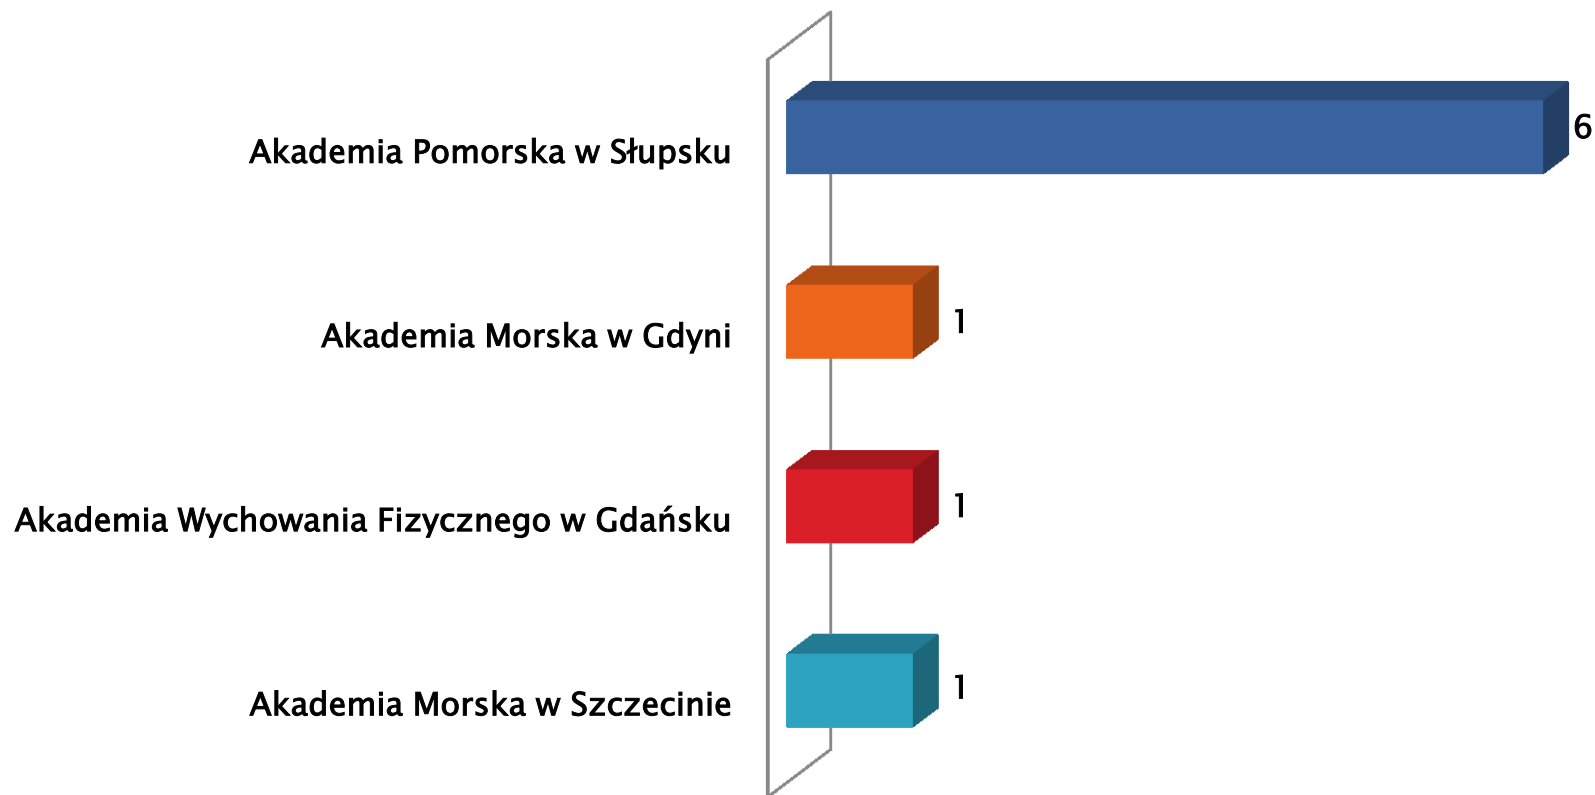 Akademia Pomorska w Słupsku
6
Akademia Morska w Gdyni
1
Akademia Wychowania Fizycznego w Gdańsku
1
Akademia Morska w Szczecinie
1